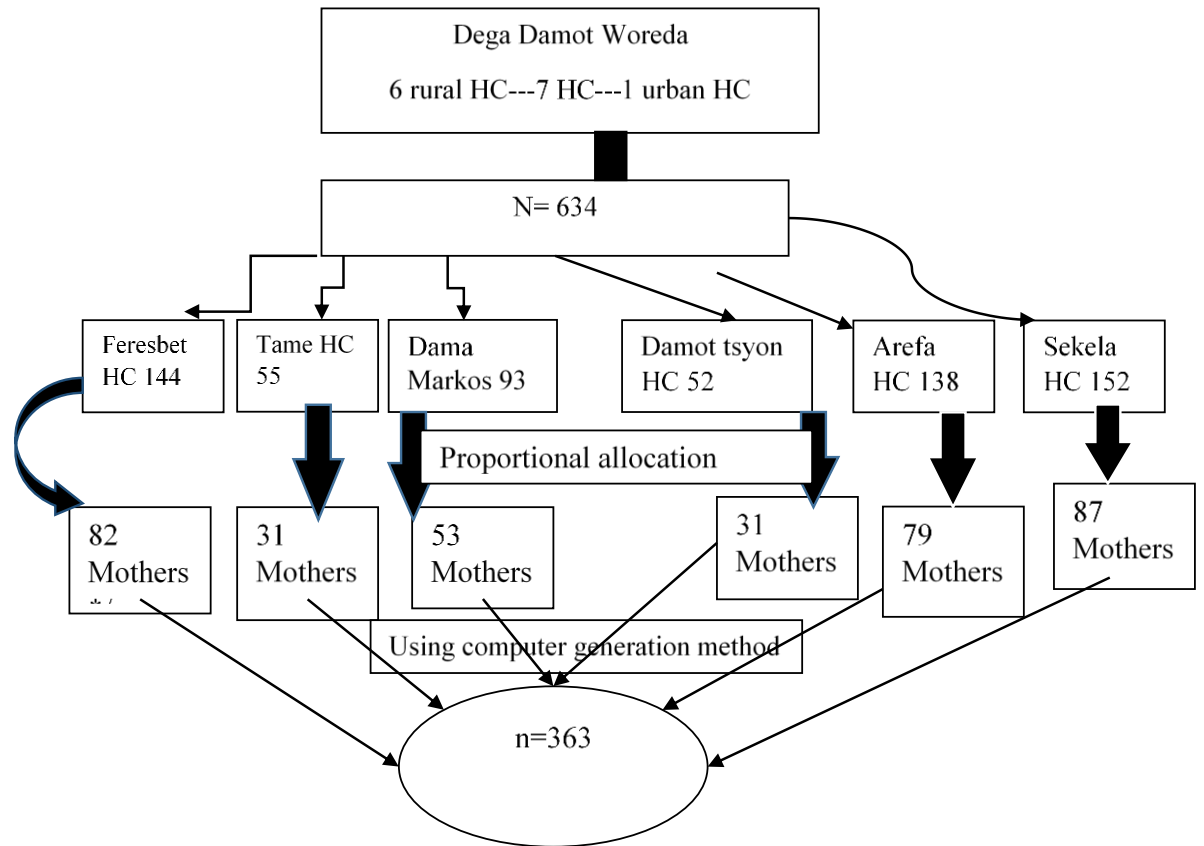 Dega Damot Woreda
6 rural HC---7 HC---1 urban HC
N= 634
Feresbet
HC 144
Tame HC
55
Dama
Markos 93
Damot tsyon
HC 52
Arefa
HC 138
Sekela
HC 152
Proportional allocation
82
Mothers
31
Mothers
53
Mothers
31
Mothers
79
Mothers
87
Mothers
Using computer generation method
n=363